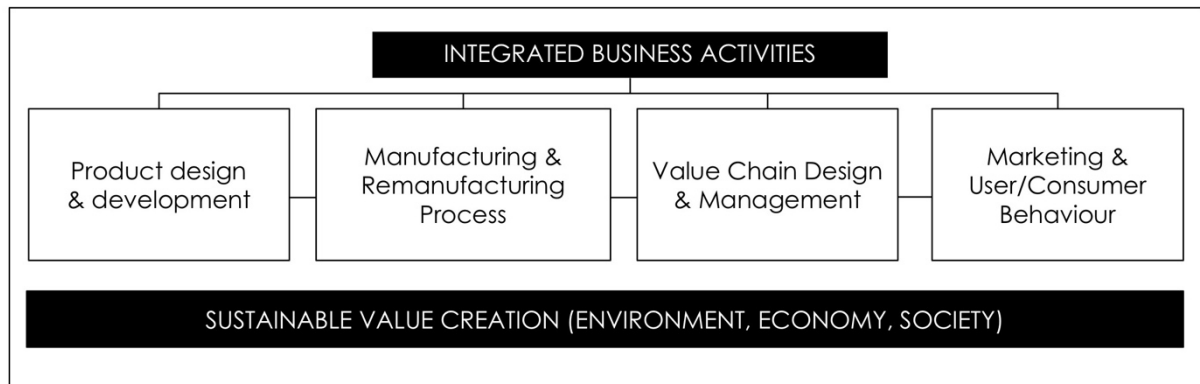 INTEGRATED BUSINESS ACTIVITIES
Product design
& development
Manufacturing &
Remanufacturing
Process
Value Chain Design
& Management
Marketing &
User/Consumer
Behaviour
SUSTAINABLE VALUE CREATION (ENVIRONMENT, ECONOMY, SOCIETY)